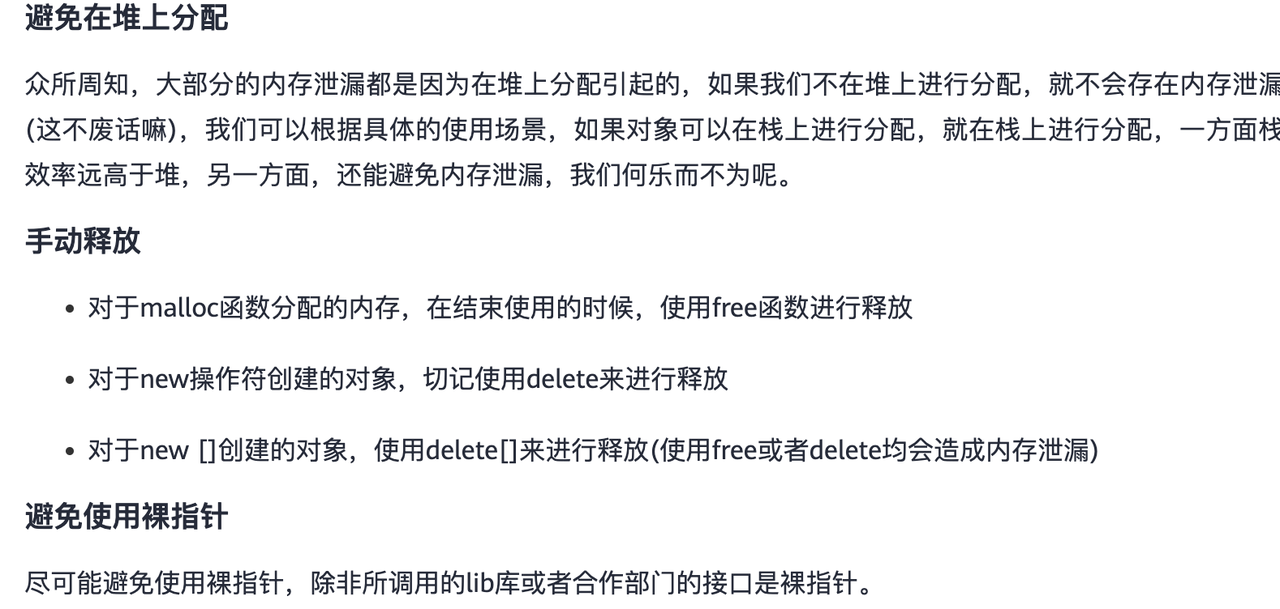 避免在堆上分配
众所周知，大部分的内存泄漏都是因为在堆上分配引起的，如果我们不在堆上进行分配，就不会存在内存泄漏
(这不废话嘛)，我们可以根据具体的使用场景，如果对象可以在栈上进行分配，就在栈上进行分配，一方面栈
效率远高于堆，另一方面，还能避免内存泄漏，我们何乐而不为呢。
手动释放
• 对于malloc函数分配的内存，在结束使用的时候，使用free函数进行释放
• 对于new操作符创建的对象，切记使用delete来进行释放
• 对于new []创建的对象，使用delete[]来进行释放(使用free或者delete均会造成内存泄漏)
避免使用裸指针
尽可能避免使用裸指针，除非所调用的lib库或者合作部门的接口是裸指针。